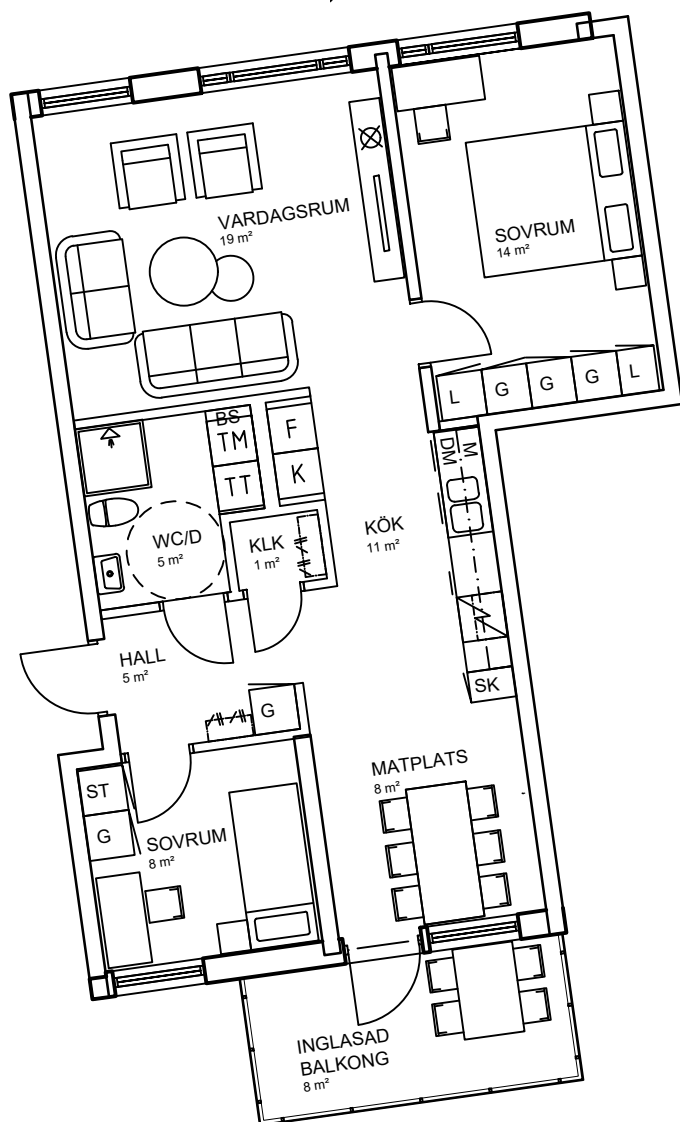 VARDAGSRUM
19 m²
SOVRUM
14 m²
L
G
G
G
L
BS
TM
TT
F
K
M
DM
KÖK
11 m²
WC/D
5 m²
KLK
1 m²
HALL
5 m²
SK
G
ST
G
MATPLATS
8 m²
SOVRUM
8 m²
INGLASAD
BALKONG
8 m²